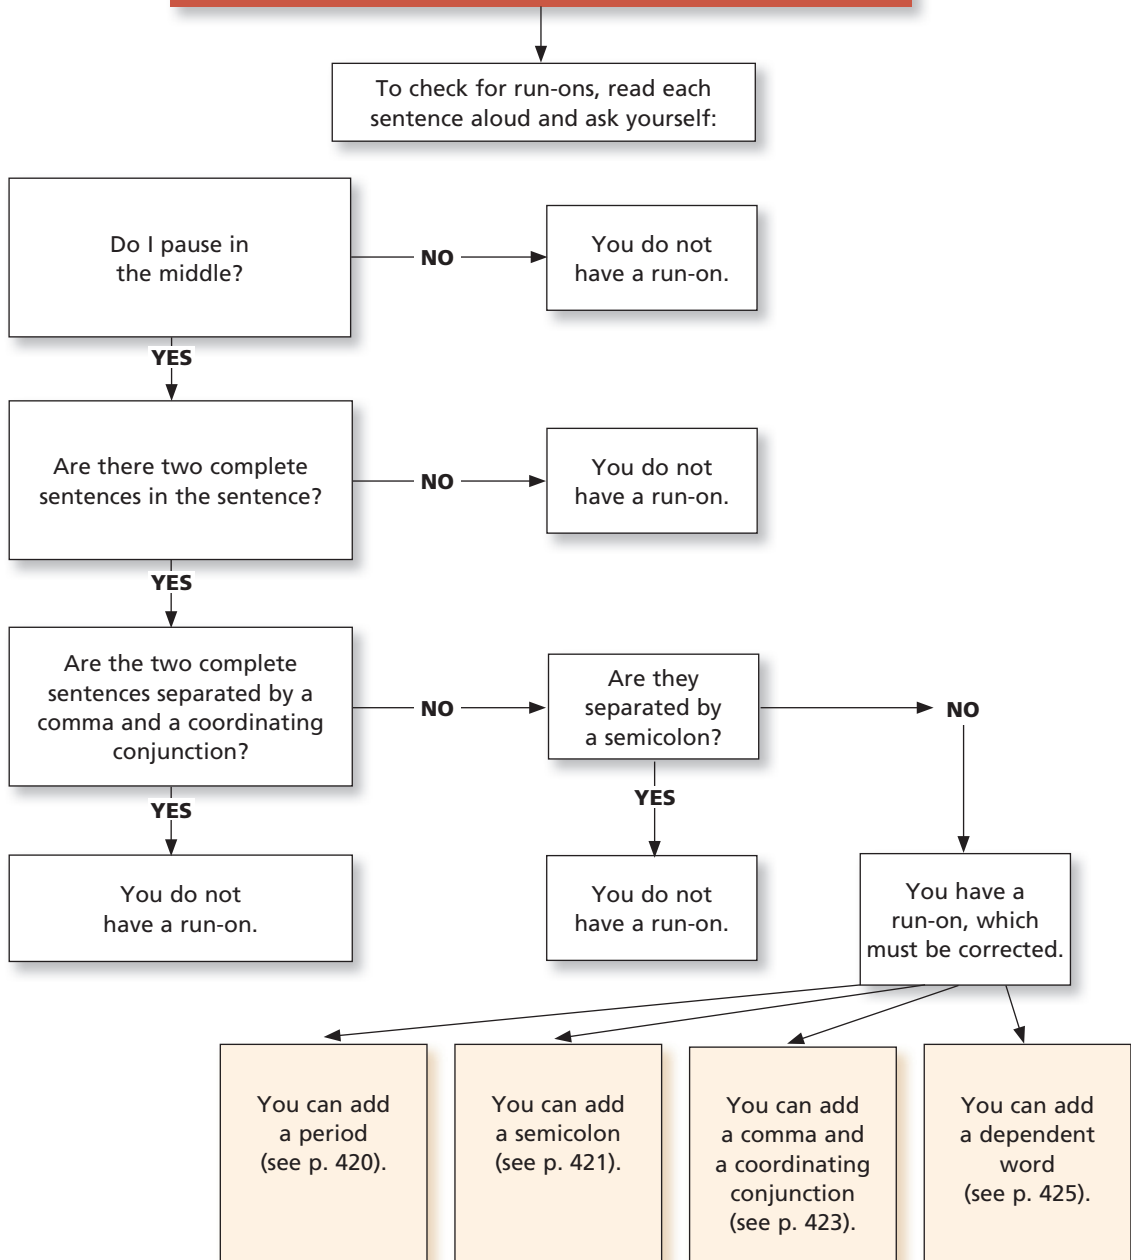 To check for run-ons, read each
sentence aloud and ask yourself:
Do I pause in
the middle?
NO
You do not
have a run-on.
YES
Are there two complete
sentences in the sentence?
NO
You do not
have a run-on.
YES
Are the two complete
sentences separated by a
comma and a coordinating
conjunction?
NO
Are they
separated by
a semicolon?
NO
YES
YES
You do not
have a run-on.
You do not
have a run-on.
You have a
run-on, which
must be corrected.
You can add
a period
(see p. 420).
You can add
a semicolon
(see p. 421).
You can add
a comma and
a coordinating
conjunction
(see p. 423).
You can add
a dependent
word
(see p. 425).